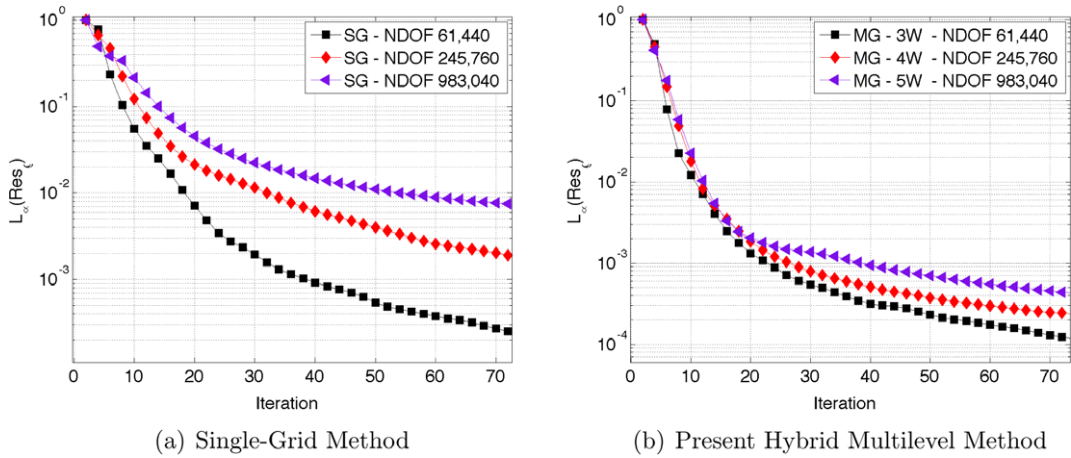 10^0
10^-1
10^-2
10^-3
L_α(Res_ξ)
SG - NDOF 61,440
SG - NDOF 245,760
SG - NDOF 983,040
0 10 20 30 40 50 60 70
Iteration
(a) Single-Grid Method
10^0
10^-1
10^-2
10^-3
10^-4
MG - 3W - NDOF 61,440
MG - 4W - NDOF 245,760
MG - 5W - NDOF 983,040
0 10 20 30 40 50 60 70
Iteration
(b) Present Hybrid Multilevel Method